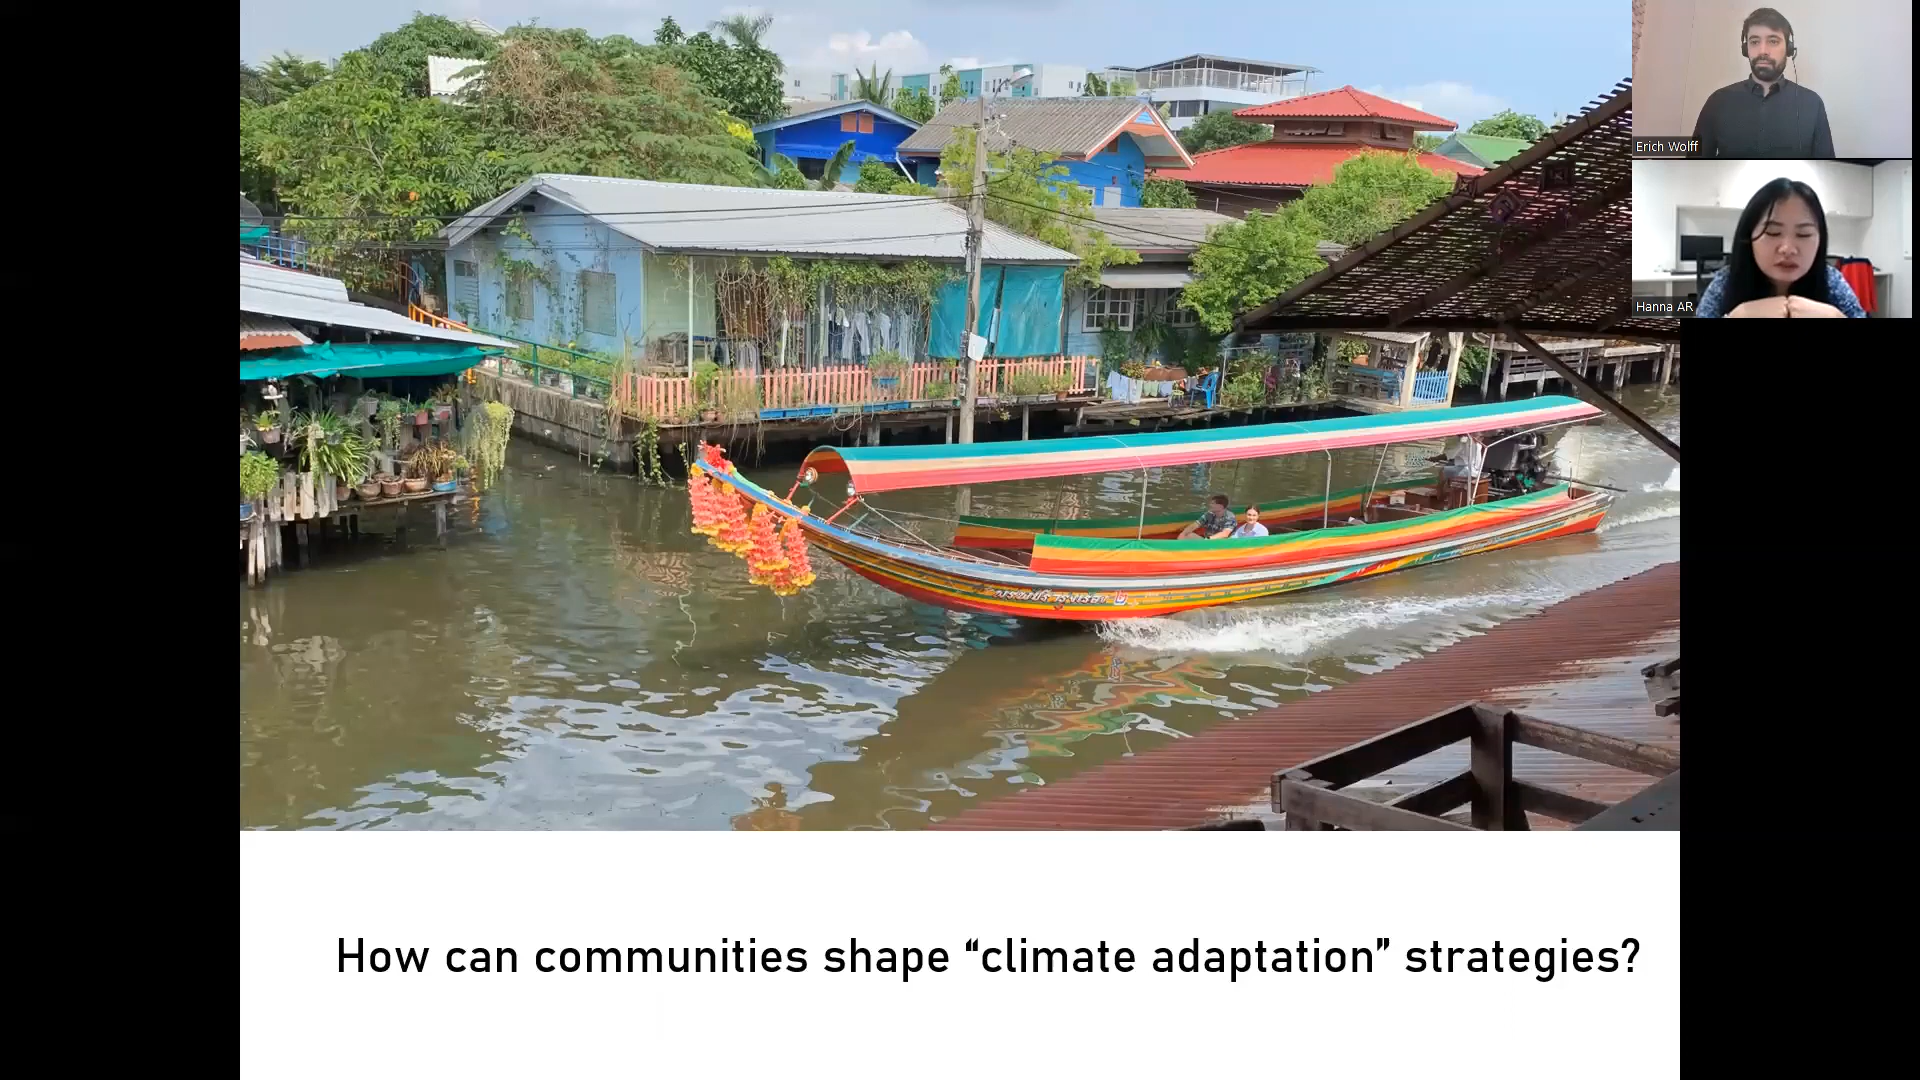 Erich Wolff
Hanna AR
How can communities shape “climate adaptation” strategies?